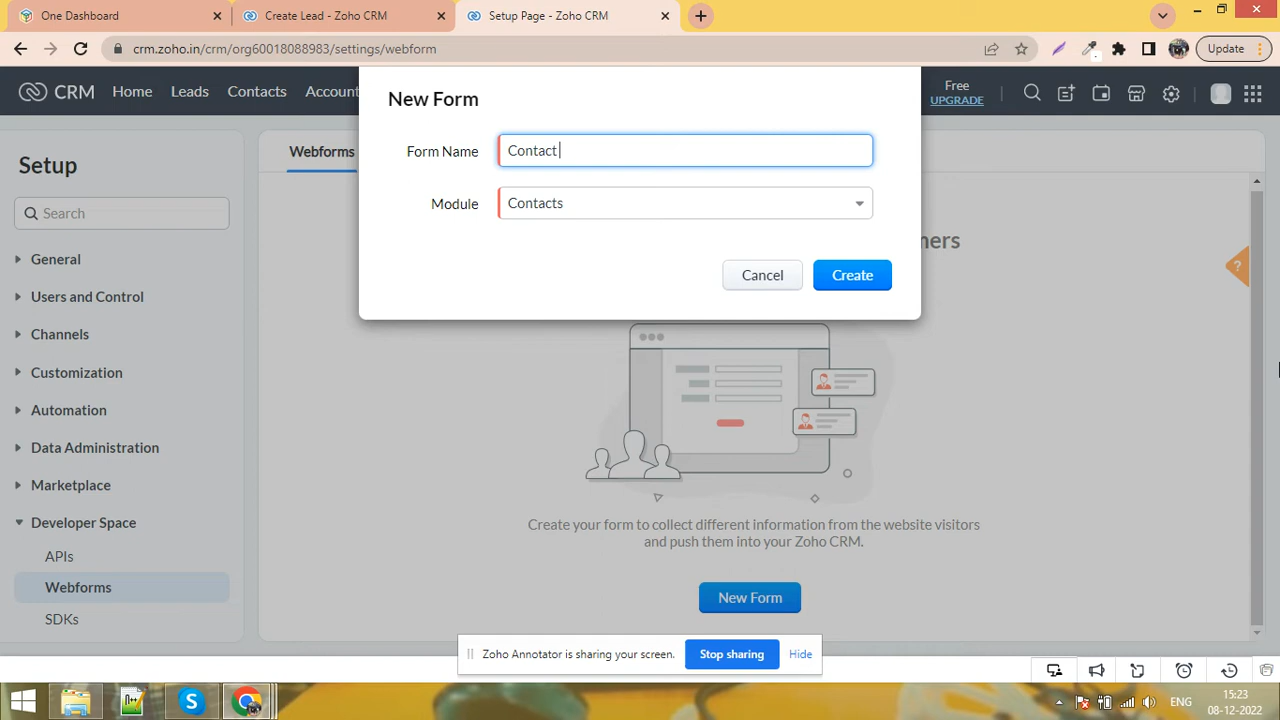 One Dashboard
Create Lead - Zoho CRM
Setup Page - Zoho CRM
crm.zoho.in/crm/org60018088983/settings/webform
Update
CRM
Home
Leads
Contacts
Account
Free
UPGRADE
New Form
Form Name
Contact
Module
Contacts
Cancel
Create
Setup
Search
General
Users and Control
Channels
Customization
Automation
Data Administration
Marketplace
Developer Space
APIs
Webforms
SDKs
Webforms
?
Create your form to collect different information from the website visitors
and push them into your Zoho CRM.
New Form
Zoho Annotator is sharing your screen.
Stop sharing
Hide
ENG
15:23
08-12-2022